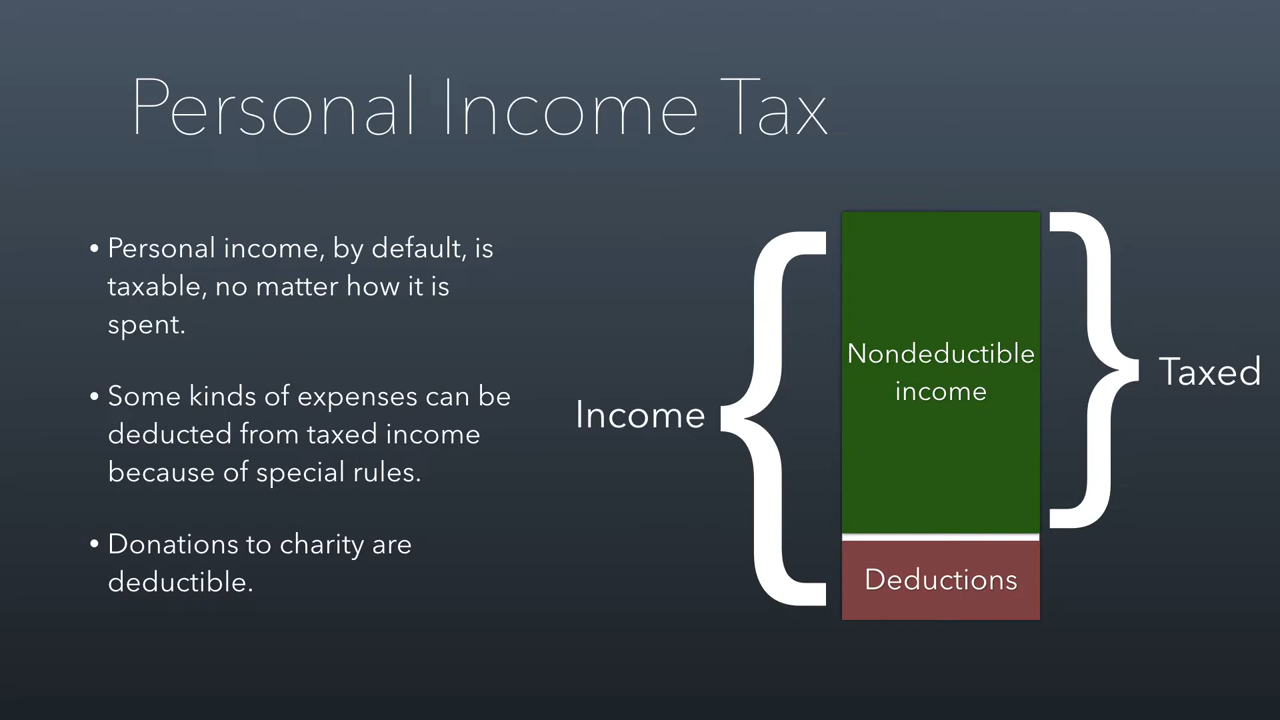 Personal Income Tax
• Personal income, by default, is
taxable, no matter how it is
spent.
• Some kinds of expenses can be
deducted from taxed income
because of special rules.
• Donations to charity are
deductible.
Income
Nondeductible
income
Deductions
Taxed